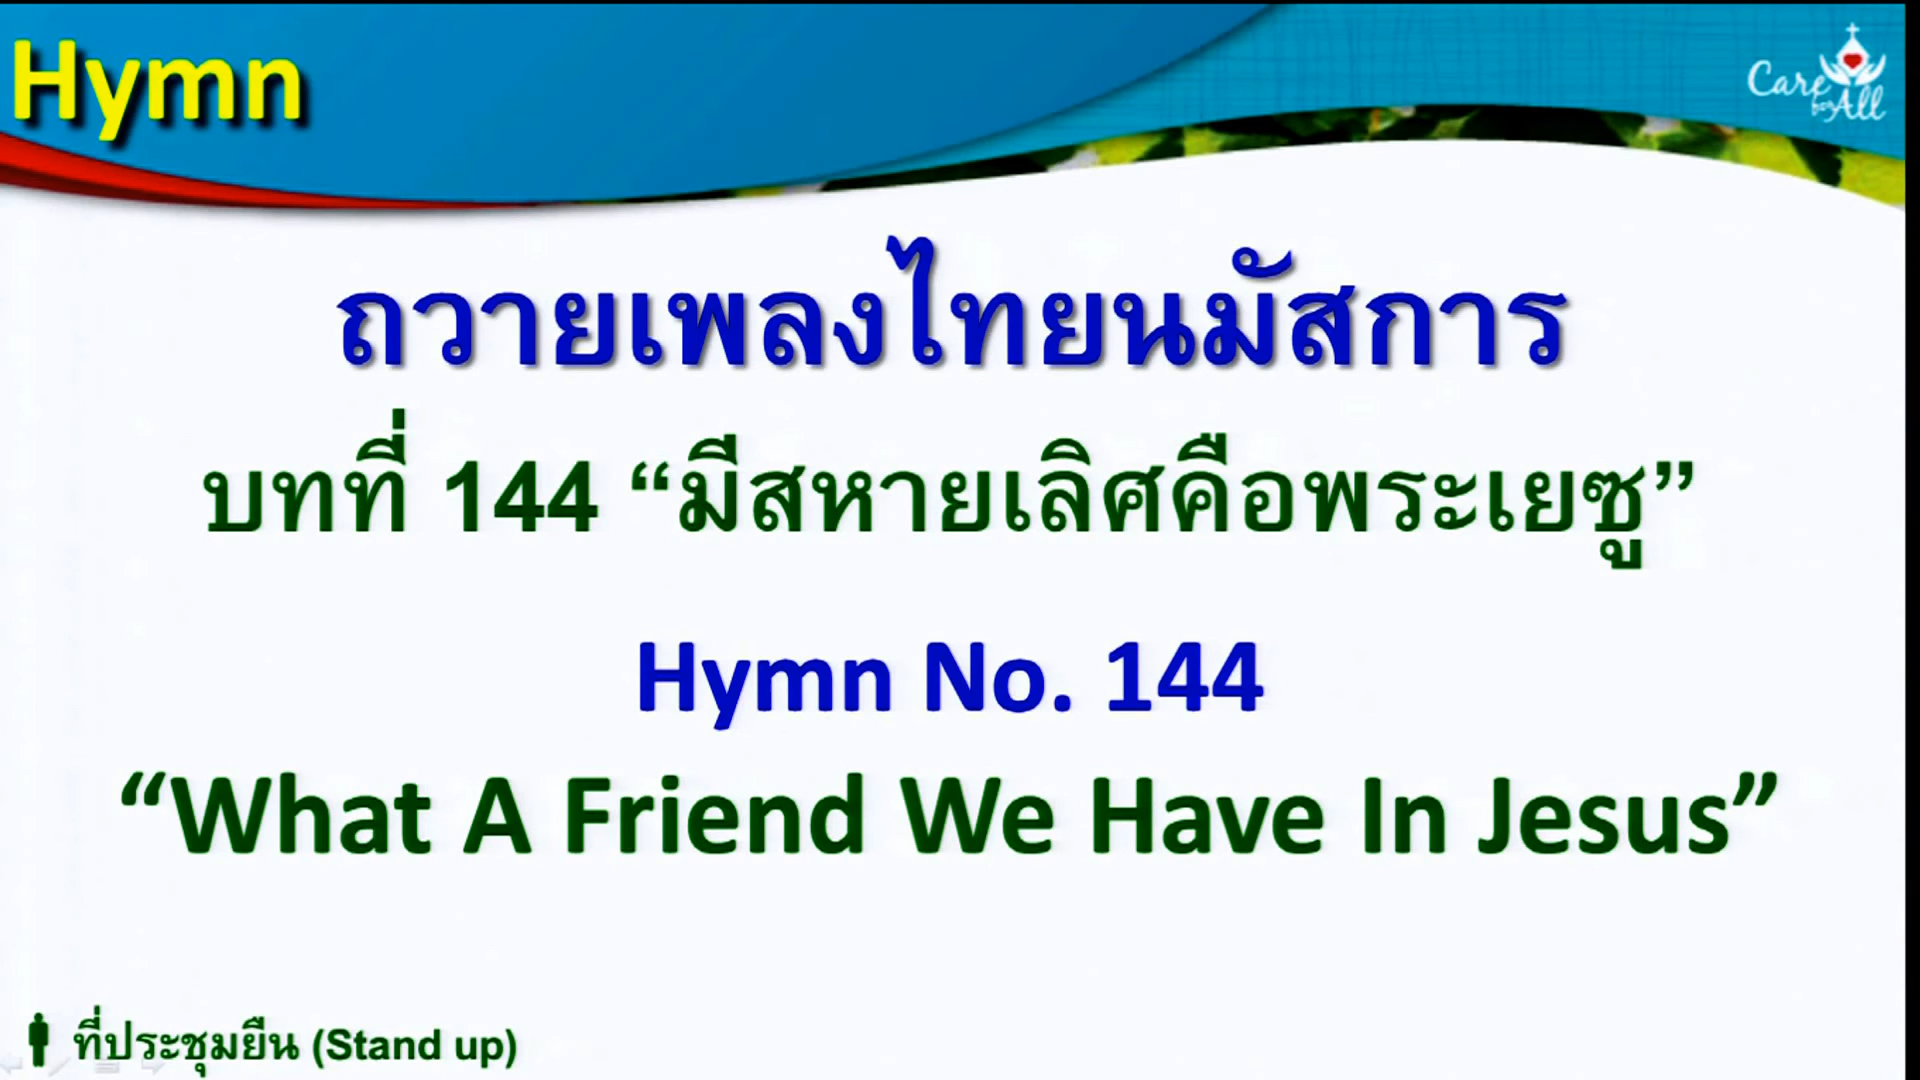 Hymn
Care
for All
ถวายเพลงไทยนมัสการ
บทที่ 144 “มีสหายเลิศคือพระเยซู”
Hymn No. 144
“What A Friend We Have In Jesus”
ที่ประชุมยืน (Stand up)